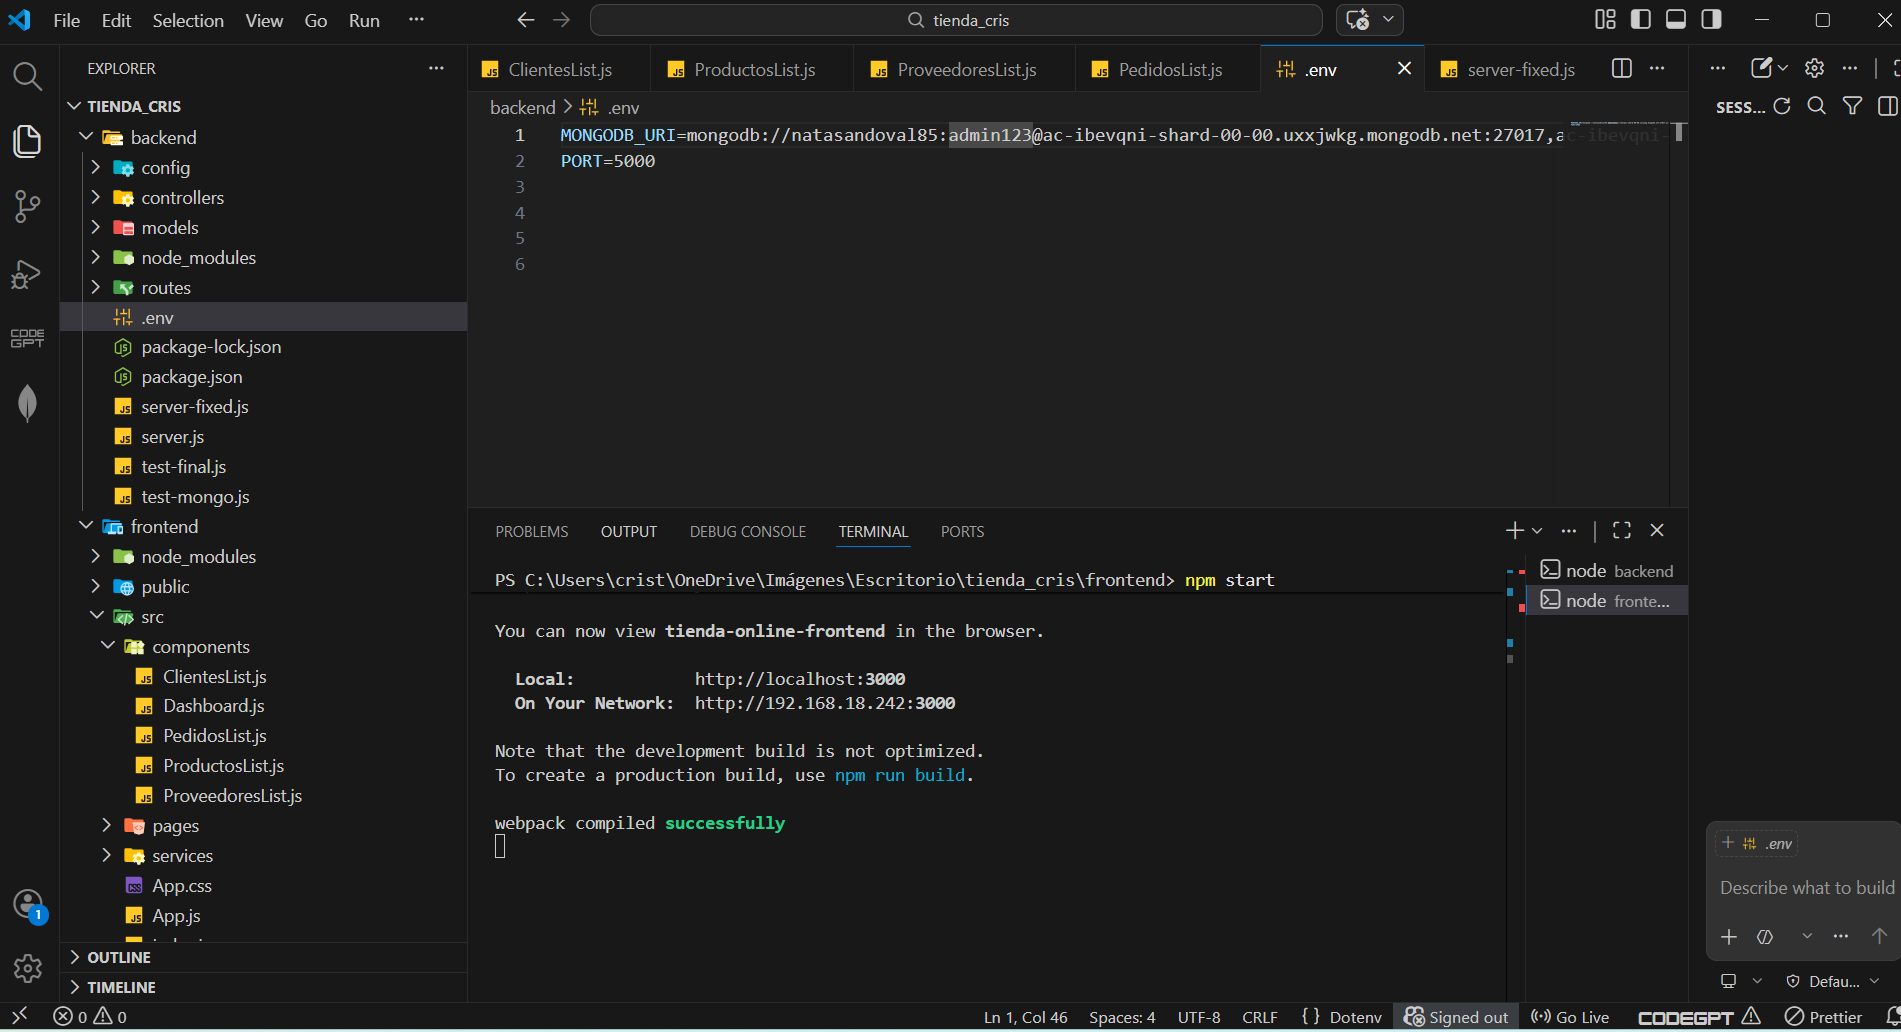 File Edit Selection View Go Run ··· tienda_cris
EXPLORER
TIENDA_CRIS
backend
config
controllers
models
node_modules
routes
.env
package-lock.json
package.json
server-fixed.js
server.js
test-final.js
test-mongo.js
frontend
node_modules
public
src
components
ClientesList.js
Dashboard.js
PedidosList.js
ProductosList.js
ProveedoresList.js
pages
services
App.css
App.js
OUTLINE
TIMELINE
ClientesList.js ProductosList.js ProveedoresList.js PedidosList.js .env server-fixed.js
backend > .env
1 MONGODB_URI=mongodb://natasandoval85:admin123@ac-ibevqni-shard-00-00.uxxjwkg.mongodb.net:27017,ac-ibevqni-
2 PORT=5000
3
4
5
6
PROBLEMS OUTPUT DEBUG CONSOLE TERMINAL PORTS
PS C:\Users\crist\OneDrive\Imágenes\Escritorio\tienda_cris\frontend> npm start
You can now view tienda-online-frontend in the browser.
Local: http://localhost:3000
On Your Network: http://192.168.18.242:3000
Note that the development build is not optimized.
To create a production build, use npm run build.
webpack compiled successfully
node backend
node fronte...
SESS...
+ .env
Describe what to build
Defau...
CODE GPT
1
0 0 Ln 1, Col 46 Spaces: 4 UTF-8 CRLF { } Dotenv Signed out Go Live CODEGPT Prettier